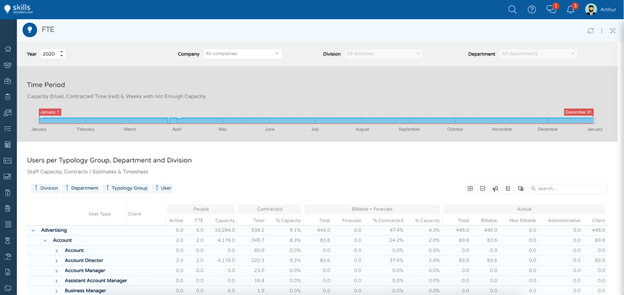 skills
WORKFLOW
Arthur
FTE
Year 2020 Company All companies Division All divisions Department All departments
Time Period
Capacity (blue), Contracted Time (red) & Weeks with not Enough Capacity
January 1 December 31
January February March April May June July August September October November December January
Users per Typology Group, Department and Division
Staff Capacity, Contracts / Estimates & Timesheet
Division Department Typology Group User search...
People Contracted Billable + Forecast Actual
User Type Client Active FTE Capacity Total % Capacity Total Forecast % Contracted % Capacity Total Billable Non Billable Administrative Client
Advertising 6.0 5.0 10,284.0 938.2 9.1% 445.0 0.0 47.4% 4.3% 445.0 445.0 0.0 0.0 445.0
Account 2.0 2.0 4,176.0 345.7 8.3% 83.6 0.0 24.2% 2.0% 83.6 83.6 0.0 0.0 83.6
Account 0.0 0.0 0.0 80.0 0.0% 0.0 0.0 0.0% 0.0% 0.0 0.0 0.0 0.0 0.0
Account Director 2.0 2.0 4,176.0 222.3 5.3% 83.6 0.0 37.6% 2.0% 83.6 83.6 0.0 0.0 83.6
Account Manager 0.0 0.0 0.0 23.0 0.0% 0.0 0.0 0.0% 0.0% 0.0 0.0 0.0 0.0 0.0
Assistant Account Manager 0.0 0.0 0.0 16.4 0.0% 0.0 0.0 0.0% 0.0% 0.0 0.0 0.0 0.0 0.0
Business Manager 0.0 0.0 0.0 1.9 0.0% 0.0 0.0 0.0% 0.0% 0.0 0.0 0.0 0.0 0.0